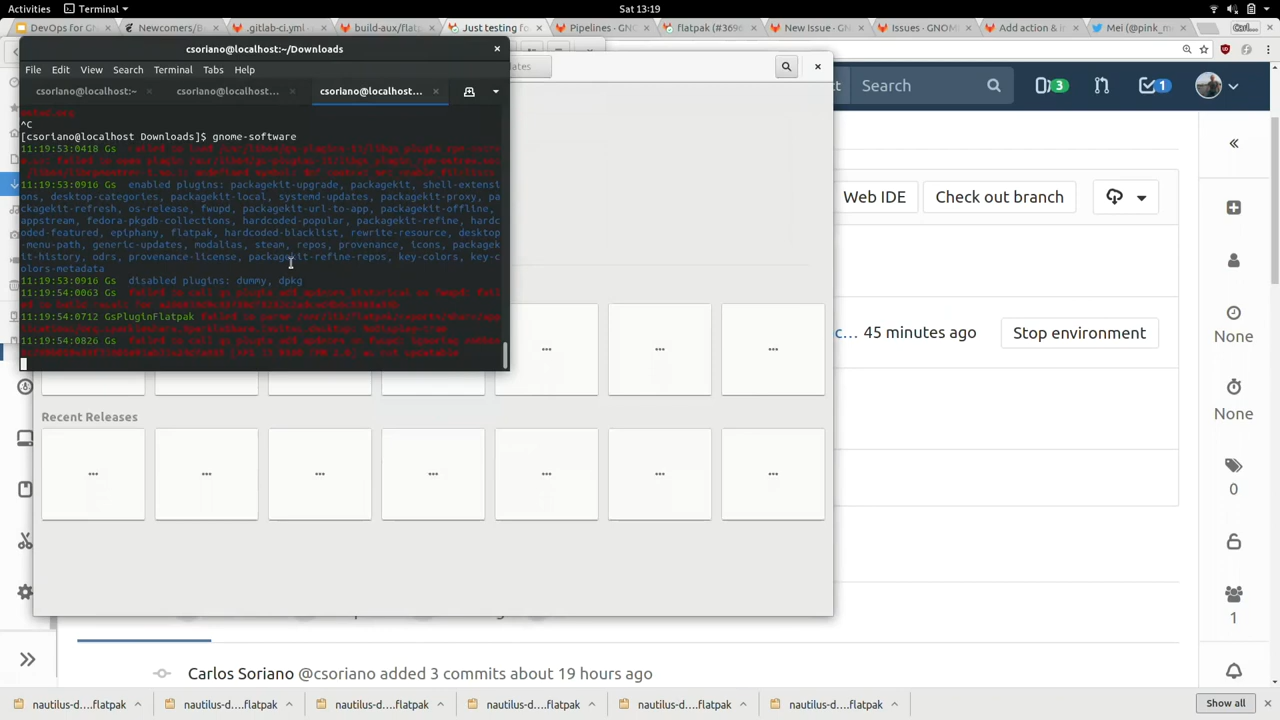 Activities
Terminal
Sat 13:19
DevOps for G
Newcomers/B
.gitlab-ci.yml
build-aux/flatp
Just testing fo
Pipelines - GNO
flatpak (#3696
New Issue · GN
Issues · GNOM
Add action & i
Mei (@pink_m
Ctrl...
csoriano@localhost:~/Downloads
File Edit View Search Terminal Tabs Help
csoriano@localhost:~
csoriano@localhost...
csoriano@localhost...
^C
[csoriano@localhost Downloads]$ gnome-software
11:19:53:0418 Gs
11:19:53:0916 Gs enabled plugins: packagekit-upgrade, packagekit, shell-extensi
ons, desktop-categories, packagekit-local, systemd-updates, packagekit-proxy, pa
ckagekit-refresh, os-release, fwupd, packagekit-url-to-app, packagekit-offline,
appstream, fedora-pkgdb-collections, hardcoded-popular, packagekit-refine, hardc
oded-featured, epiphany, flatpak, hardcoded-blacklist, rewrite-resource, desktop
-menu-path, generic-updates, modalias, steam, repos, provenance, icons, packagek
it-history, odrs, provenance-license, packagekit-refine-repos, key-colors, key-c
olors-metadata
11:19:53:0916 Gs disabled plugins: dummy, dpkg
11:19:54:0063 Gs
11:19:54:0712 GsPluginFlatpak
11:19:54:0826 Gs
dates
Recent Releases
Search
3
1
Web IDE
Check out branch
c... 45 minutes ago
Stop environment
None
None
0
1
Carlos Soriano @csoriano added 3 commits about 19 hours ago
nautilus-d....flatpak
nautilus-d....flatpak
nautilus-d....flatpak
nautilus-d....flatpak
nautilus-d....flatpak
nautilus-d....flatpak
Show all